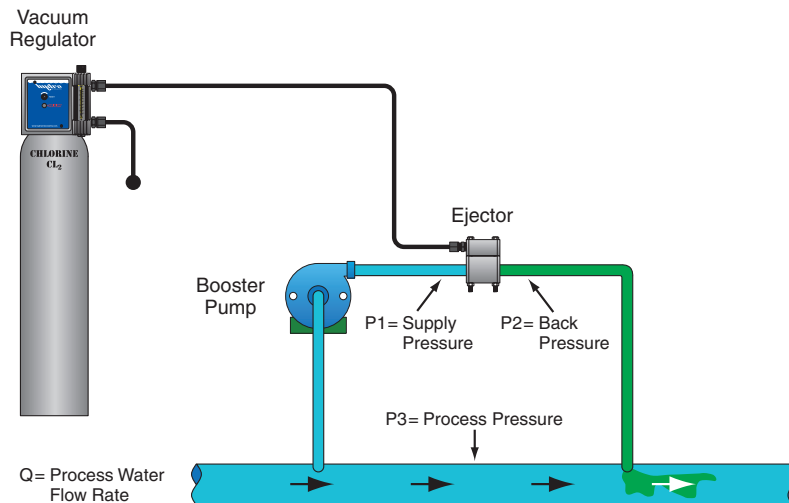 Vacuum
Regulator
CHLORINE
CL₂
Ejector
Booster
Pump
P1= Supply
Pressure
P2= Back
Pressure
P3= Process Pressure
Q= Process Water
Flow Rate